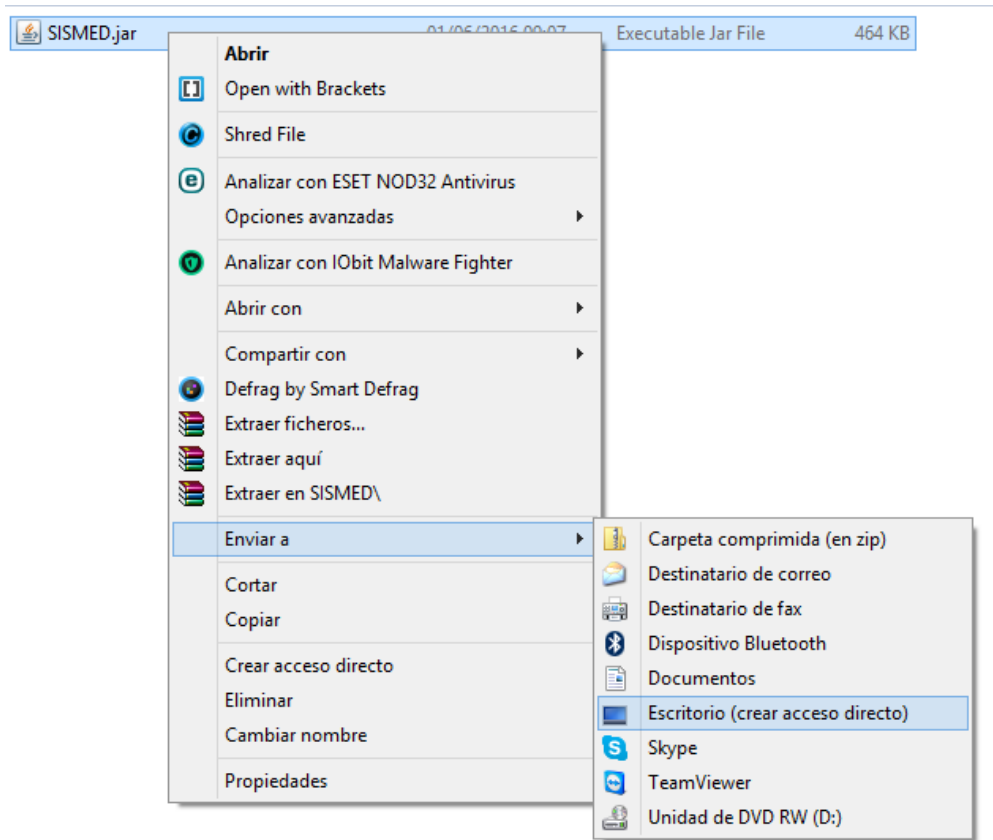 SISMED.jar 01/06/2016 00:07 Executable Jar File 464 KB
Abrir
Open with Brackets
Shred File
Analizar con ESET NOD32 Antivirus
Opciones avanzadas
Analizar con IObit Malware Fighter
Abrir con
Compartir con
Defrag by Smart Defrag
Extraer ficheros...
Extraer aquí
Extraer en SISMED\
Enviar a
Cortar
Copiar
Crear acceso directo
Eliminar
Cambiar nombre
Propiedades
Carpeta comprimida (en zip)
Destinatario de correo
Destinatario de fax
Dispositivo Bluetooth
Documentos
Escritorio (crear acceso directo)
Skype
TeamViewer
Unidad de DVD RW (D:)